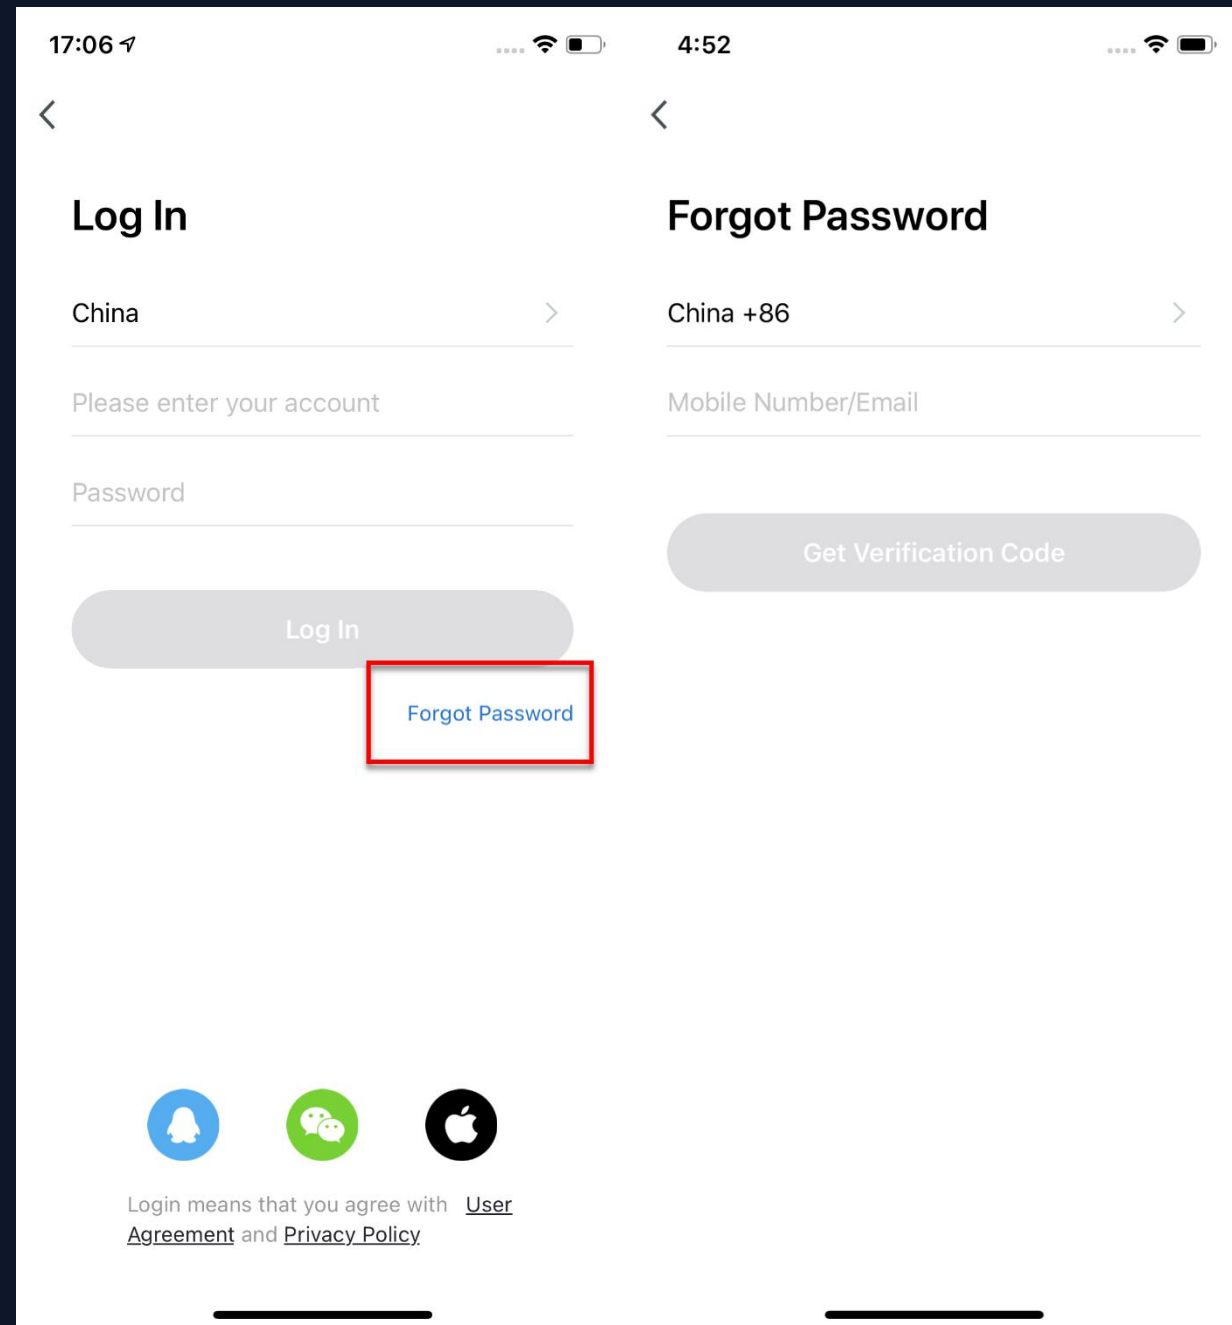 17:06
Log In
China
Please enter your account
Password
Log In
Forgot Password
Login means that you agree with User
Agreement and Privacy Policy
4:52
Forgot Password
China +86
Mobile Number/Email
Get Verification Code